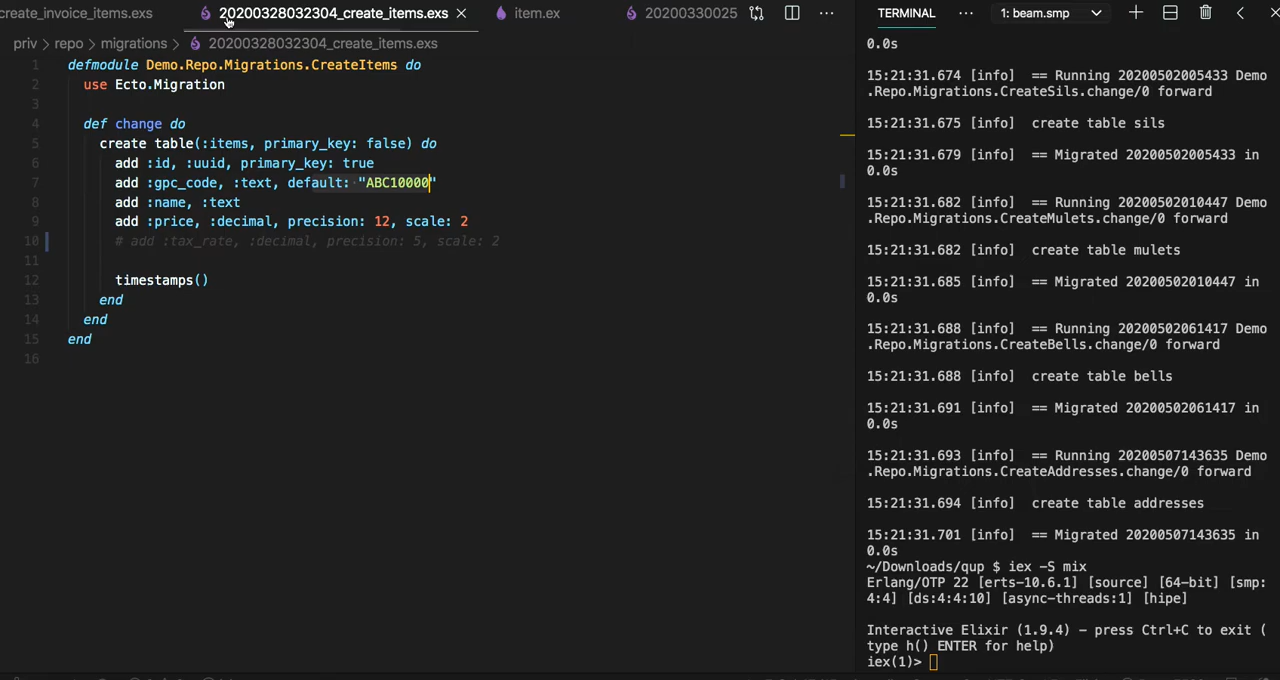 create_invoice_items.exs
20200328032304_create_items.exs
item.ex
20200330025
priv > repo > migrations > 20200328032304_create_items.exs
1 defmodule Demo.Repo.Migrations.CreateItems do
2 use Ecto.Migration
3
4 def change do
5 create table(:items, primary_key: false) do
6 add :id, :uuid, primary_key: true
7 add :gpc_code, :text, default: "ABC10000"
8 add :name, :text
9 add :price, :decimal, precision: 12, scale: 2
10 # add :tax_rate, :decimal, precision: 5, scale: 2
11
12 timestamps()
13 end
14 end
15 end
16
TERMINAL ... 1: beam.smp
0.0s
15:21:31.674 [info] == Running 20200502005433 Demo
.Repo.Migrations.CreateSils.change/0 forward
15:21:31.675 [info] create table sils
15:21:31.679 [info] == Migrated 20200502005433 in
0.0s
15:21:31.682 [info] == Running 20200502010447 Demo
.Repo.Migrations.CreateMulets.change/0 forward
15:21:31.682 [info] create table mulets
15:21:31.685 [info] == Migrated 20200502010447 in
0.0s
15:21:31.688 [info] == Running 20200502061417 Demo
.Repo.Migrations.CreateBells.change/0 forward
15:21:31.688 [info] create table bells
15:21:31.691 [info] == Migrated 20200502061417 in
0.0s
15:21:31.693 [info] == Running 20200507143635 Demo
.Repo.Migrations.CreateAddresses.change/0 forward
15:21:31.694 [info] create table addresses
15:21:31.701 [info] == Migrated 20200507143635 in
0.0s
~/Downloads/qup $ iex -S mix
Erlang/OTP 22 [erts-10.6.1] [source] [64-bit] [smp:
4:4] [ds:4:4:10] [async-threads:1] [hipe]
Interactive Elixir (1.9.4) - press Ctrl+C to exit (
type h() ENTER for help)
iex(1)>